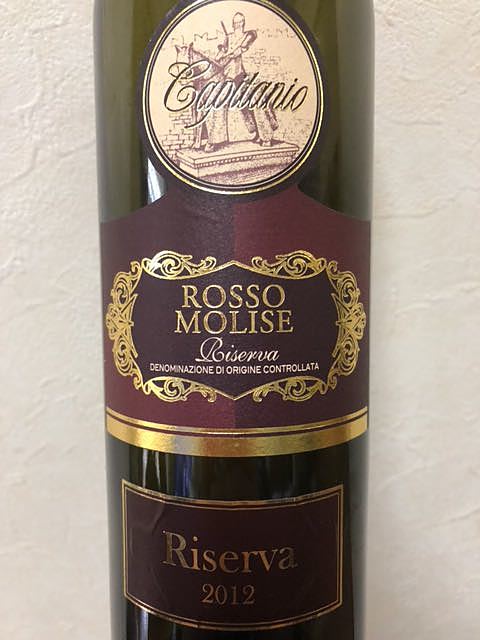 Capitanio
ROSSO
MOLISE
Riserva
DENOMINAZIONE DI ORIGINE CONTROLLATA
Riserva
2012